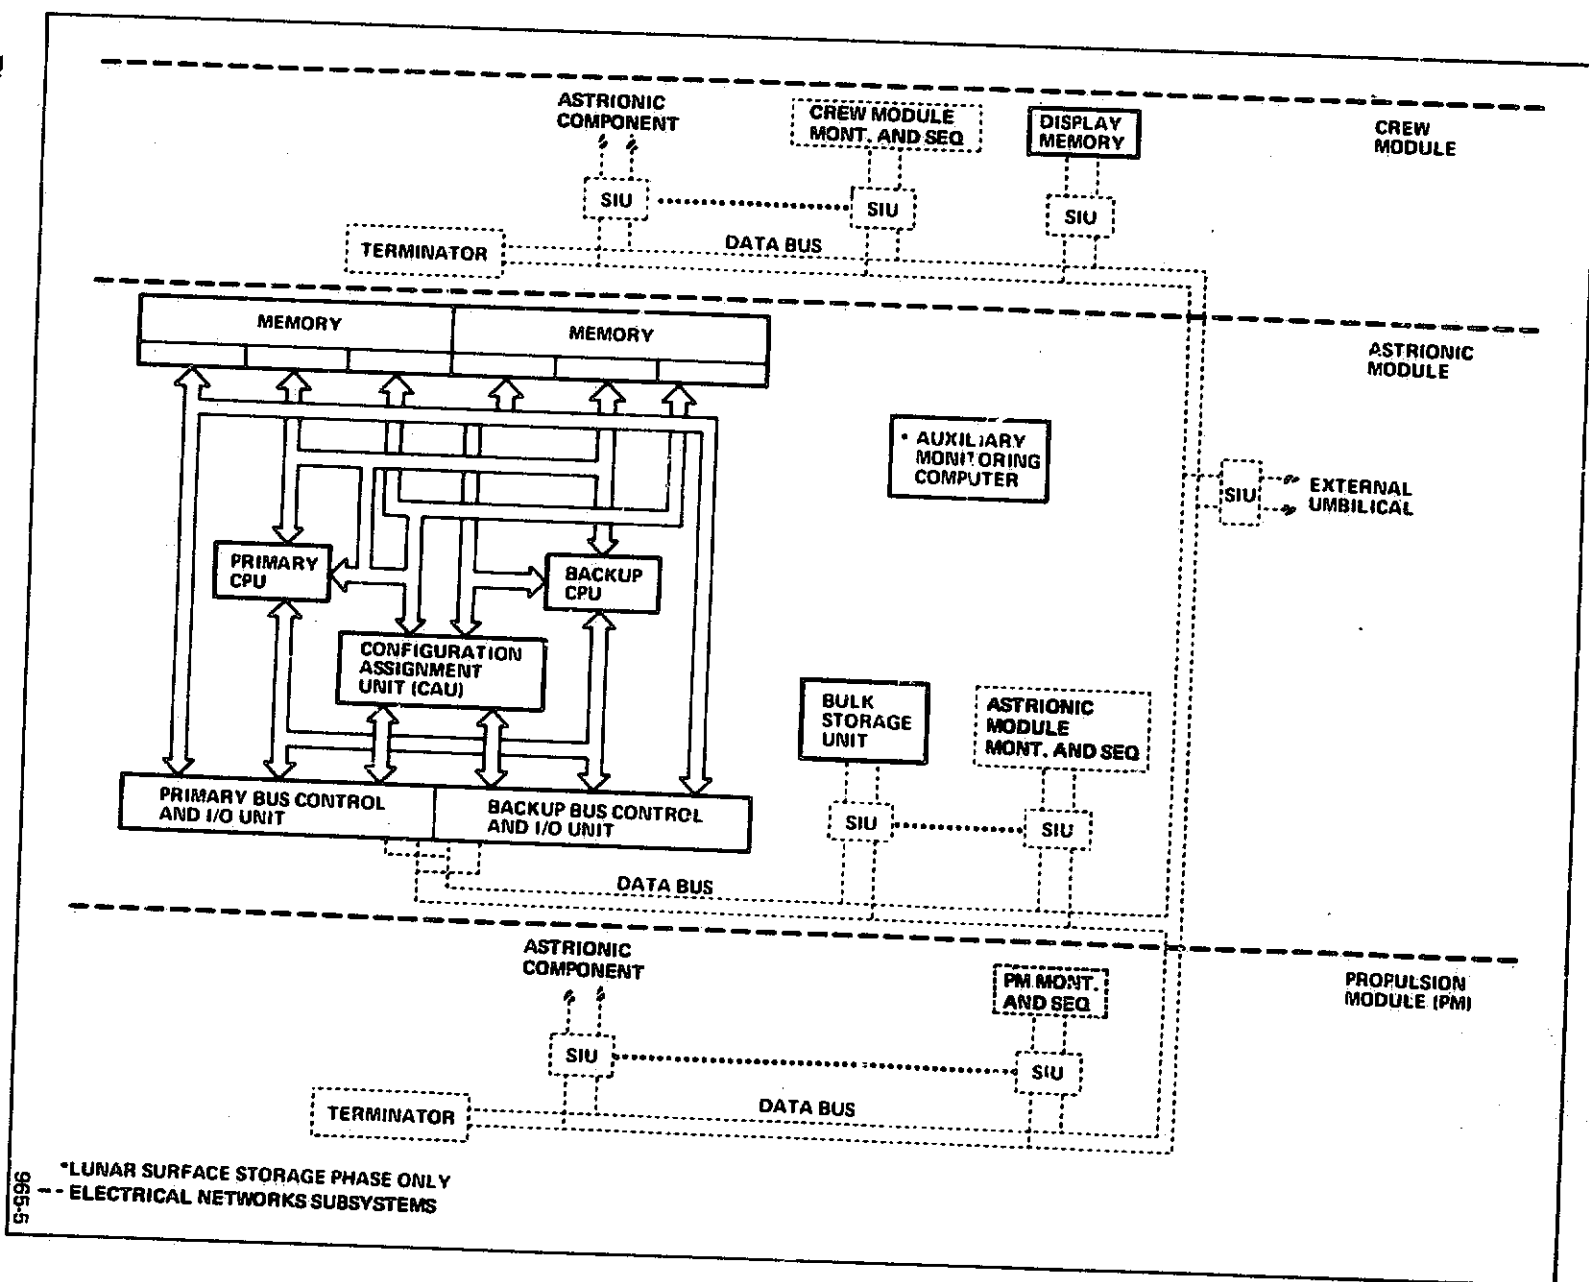 ASTRIONIC
COMPONENT
CREW MODULE
MONT. AND SEQ
DISPLAY
MEMORY
CREW
MODULE
SIU
SIU
SIU
TERMINATOR
DATA BUS
MEMORY
MEMORY
ASTRIONIC
MODULE
• AUXILIARY
MONITORING
COMPUTER
SIU
EXTERNAL
UMBILICAL
PRIMARY
CPU
BACKUP
CPU
CONFIGURATION
ASSIGNMENT
UNIT (CAU)
BULK
STORAGE
UNIT
ASTRIONIC
MODULE
MONT. AND SEQ
PRIMARY BUS CONTROL
AND I/O UNIT
BACKUP BUS CONTROL
AND I/O UNIT
SIU
SIU
DATA BUS
ASTRIONIC
COMPONENT
PM MONT.
AND SEQ
PROPULSION
MODULE (PM)
SIU
SIU
TERMINATOR
DATA BUS
*LUNAR SURFACE STORAGE PHASE ONLY
--- ELECTRICAL NETWORKS SUBSYSTEMS
965-5